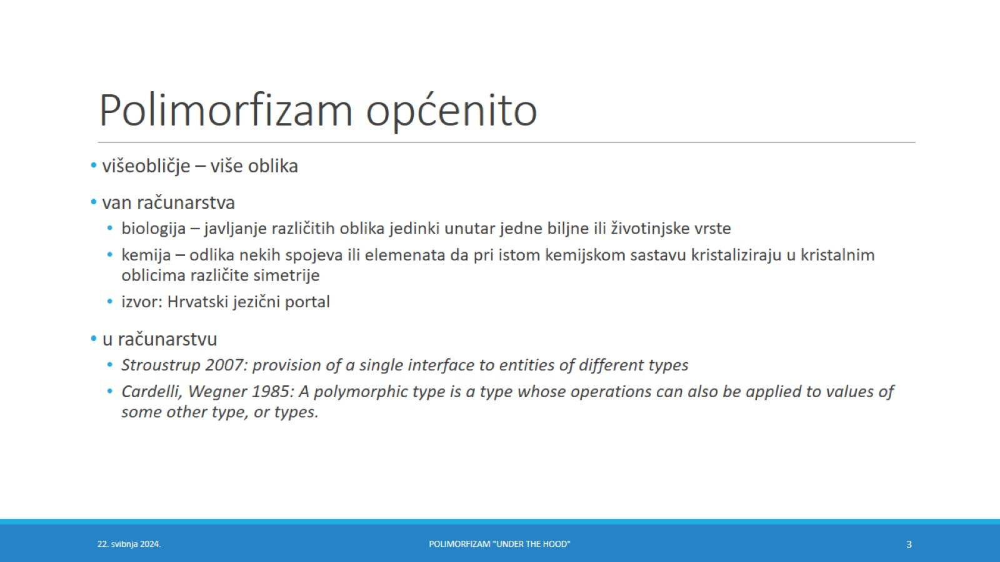 Polimorfizam općenito
• višeobličje – više oblika
• van računarstva
• biologija – javljanje različitih oblika jedinki unutar jedne biljne ili životinjske vrste
• kemija – odlika nekih spojeva ili elemenata da pri istom kemijskom sastavu kristaliziraju u kristalnim
oblicima različite simetrije
• izvor: Hrvatski jezični portal
• u računarstvu
• Stroustrup 2007: provision of a single interface to entities of different types
• Cardelli, Wegner 1985: A polymorphic type is a type whose operations can also be applied to values of
some other type, or types.
22. svibnja 2024.
POLIMORFIZAM "UNDER THE HOOD"
3